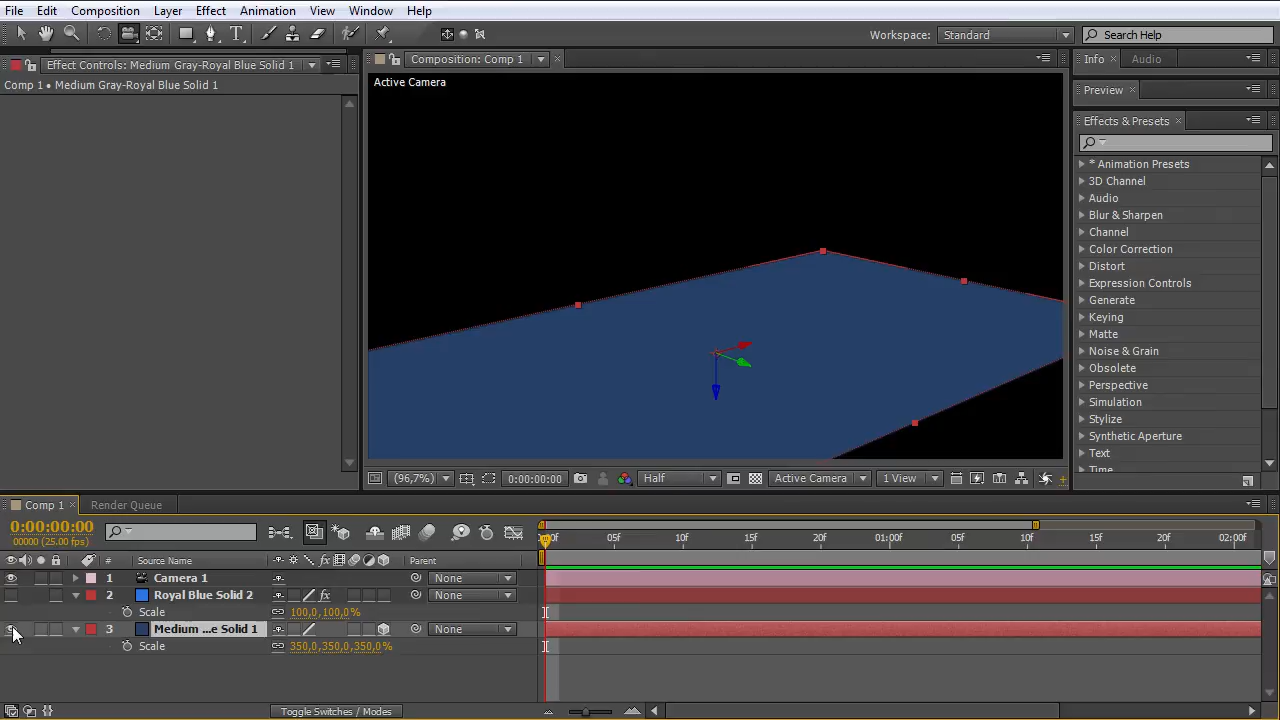 File Edit Composition Layer Effect Animation View Window Help
Workspace: Standard Search Help
Effect Controls: Medium Gray-Royal Blue Solid 1
Comp 1 • Medium Gray-Royal Blue Solid 1
Composition: Comp 1
Active Camera
Info Audio
Preview
Effects & Presets
* Animation Presets
3D Channel
Audio
Blur & Sharpen
Channel
Color Correction
Distort
Expression Controls
Generate
Keying
Matte
Noise & Grain
Obsolete
Perspective
Simulation
Stylize
Synthetic Aperture
Text
Time
(96,7%) 0:00:00:00 Half Active Camera 1 View
Comp 1 Render Queue
0:00:00:00
00000 (25.00 fps)
05f 10f 15f 20f 05f 10f 15f 20f 02:00f
# Source Name Parent
1 Camera 1 None
2 Royal Blue Solid 2 fx None
Scale 100,0,100,0%
3 Medium ...e Solid 1 None
Scale 350,0,350,0,350,0%
Toggle Switches / Modes